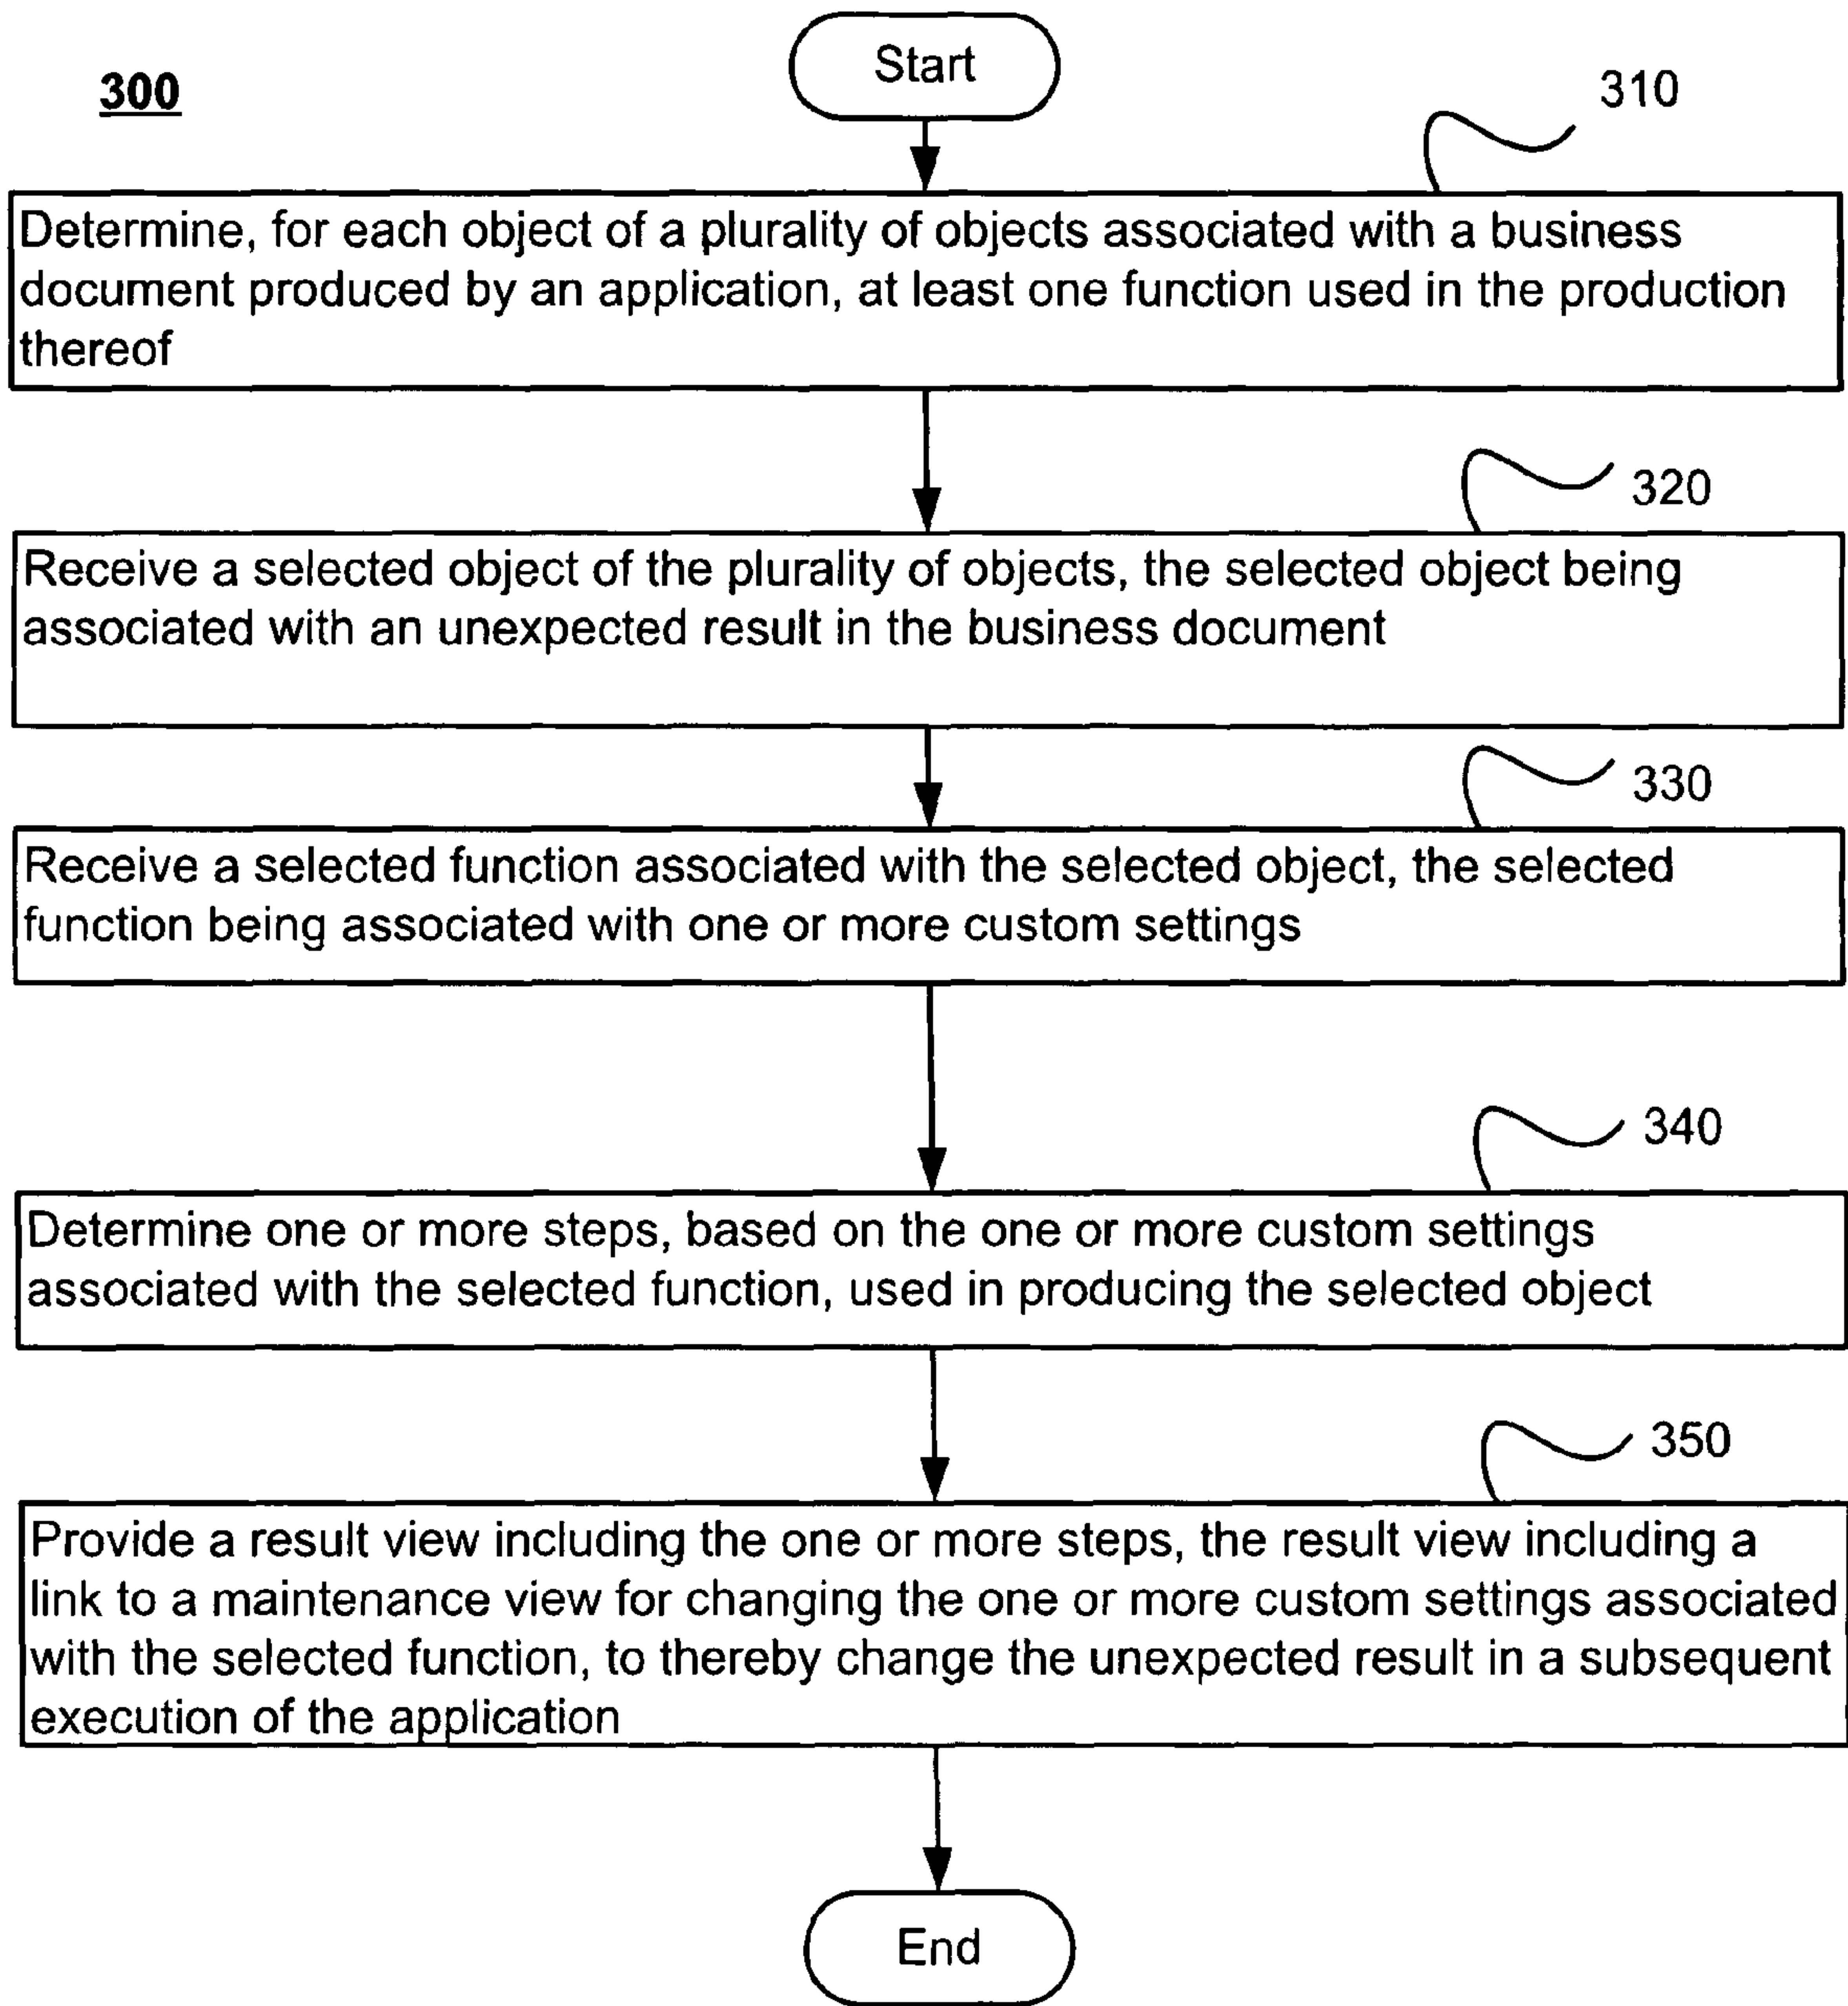 Start
300
310
Determine, for each object of a plurality of objects associated with a business
document produced by an application, at least one function used in the production
thereof
320
Receive a selected object of the plurality of objects, the selected object being
associated with an unexpected result in the business document
330
Receive a selected function associated with the selected object, the selected
function being associated with one or more custom settings
340
Determine one or more steps, based on the one or more custom settings
associated with the selected function, used in producing the selected object
350
Provide a result view including the one or more steps, the result view including a
link to a maintenance view for changing the one or more custom settings associated
with the selected function, to thereby change the unexpected result in a subsequent
execution of the application
End